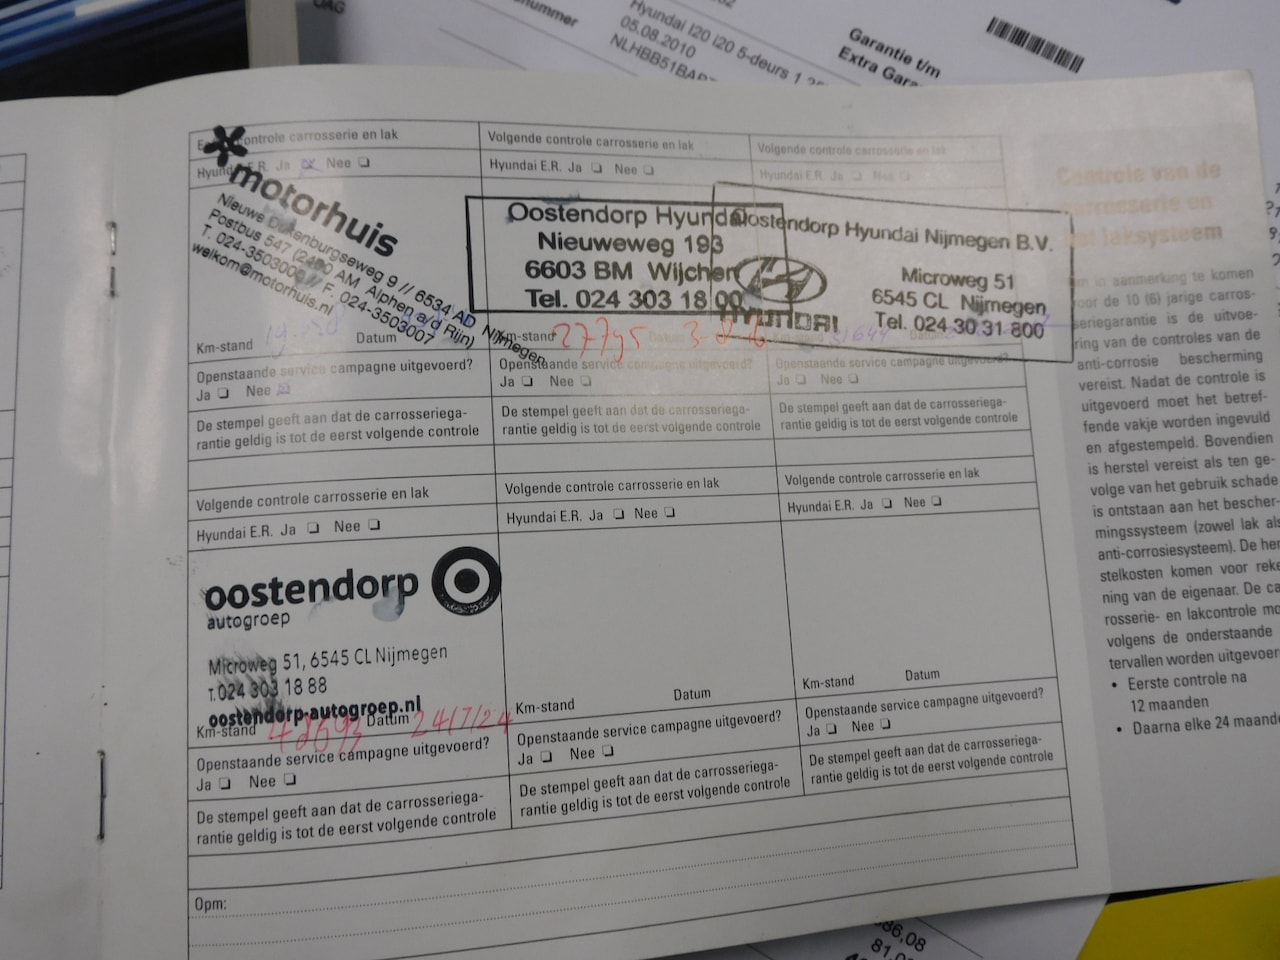 Hyundai I20 i20 5-deurs 1.2
05.08.2010
Garantie t/m
Extra Gara
controle carrosserie en lak
Hyundai E.R. Ja Nee
motorhuis
Nieuwe Dukenburgseweg 9 // 6534 AD Nijmegen
Postbus 547 (2400 AM Alphen a/d Rijn)
T. 024-3503000 // F. 024-3503007
welkom@motorhuis.nl
Km-stand Datum
Openstaande service campagne uitgevoerd?
Ja Nee
De stempel geeft aan dat de carrosseriega-
rantie geldig is tot de eerst volgende controle
Volgende controle carrosserie en lak
Hyundai E.R. Ja Nee
Oostendorp Hyundai
Nieuweweg 193
6603 BM Wijchen
Tel. 024 303 18 00
Km-stand 27795 Datum
Openstaande service campagne uitgevoerd?
Ja Nee
De stempel geeft aan dat de carrosseriega-
rantie geldig is tot de eerst volgende controle
Volgende controle carrosserie en lak
Hyundai E.R. Ja Nee
Oostendorp Hyundai Nijmegen B.V.
HYUNDAI
Microweg 51
6545 CL Nijmegen
Tel. 024 30 31 800
Km-stand 31644
Openstaande service campagne uitgevoerd?
Ja Nee
De stempel geeft aan dat de carrosseriega-
rantie geldig is tot de eerst volgende controle
Volgende controle carrosserie en lak
Hyundai E.R. Ja Nee
oostendorp
autogroep
Microweg 51, 6545 CL Nijmegen
T. 024 303 18 88
oostendorp-autogroep.nl
Km-stand 48693 Datum 24/7/24
Openstaande service campagne uitgevoerd?
Ja Nee
De stempel geeft aan dat de carrosseriega-
rantie geldig is tot de eerst volgende controle
Volgende controle carrosserie en lak
Hyundai E.R. Ja Nee
Km-stand Datum
Openstaande service campagne uitgevoerd?
Ja Nee
De stempel geeft aan dat de carrosseriega-
rantie geldig is tot de eerst volgende controle
Volgende controle carrosserie en lak
Hyundai E.R. Ja Nee
Km-stand Datum
Openstaande service campagne uitgevoerd?
Ja Nee
De stempel geeft aan dat de carrosseriega-
rantie geldig is tot de eerst volgende controle
Opm:
Controle van de
carrosserie en
het laksysteem
in aanmerking te komen
voor de 10 (6) jarige carros-
seriegarantie is de uitvoe-
ring van de controles van de
anti-corrosie bescherming
vereist. Nadat de controle is
uitgevoerd moet het betref-
fende vakje worden ingevuld
en afgestempeld. Bovendien
is herstel vereist als ten ge-
volge van het gebruik schade
is ontstaan aan het bescher-
mingssysteem (zowel lak als
anti-corrosiesysteem). De her
stelkosten komen voor reke
ning van de eigenaar. De ca
rosserie- en lakcontrole mo
volgens de onderstaande
tervallen worden uitgevoer
• Eerste controle na
12 maanden
• Daarna elke 24 maande
86,08